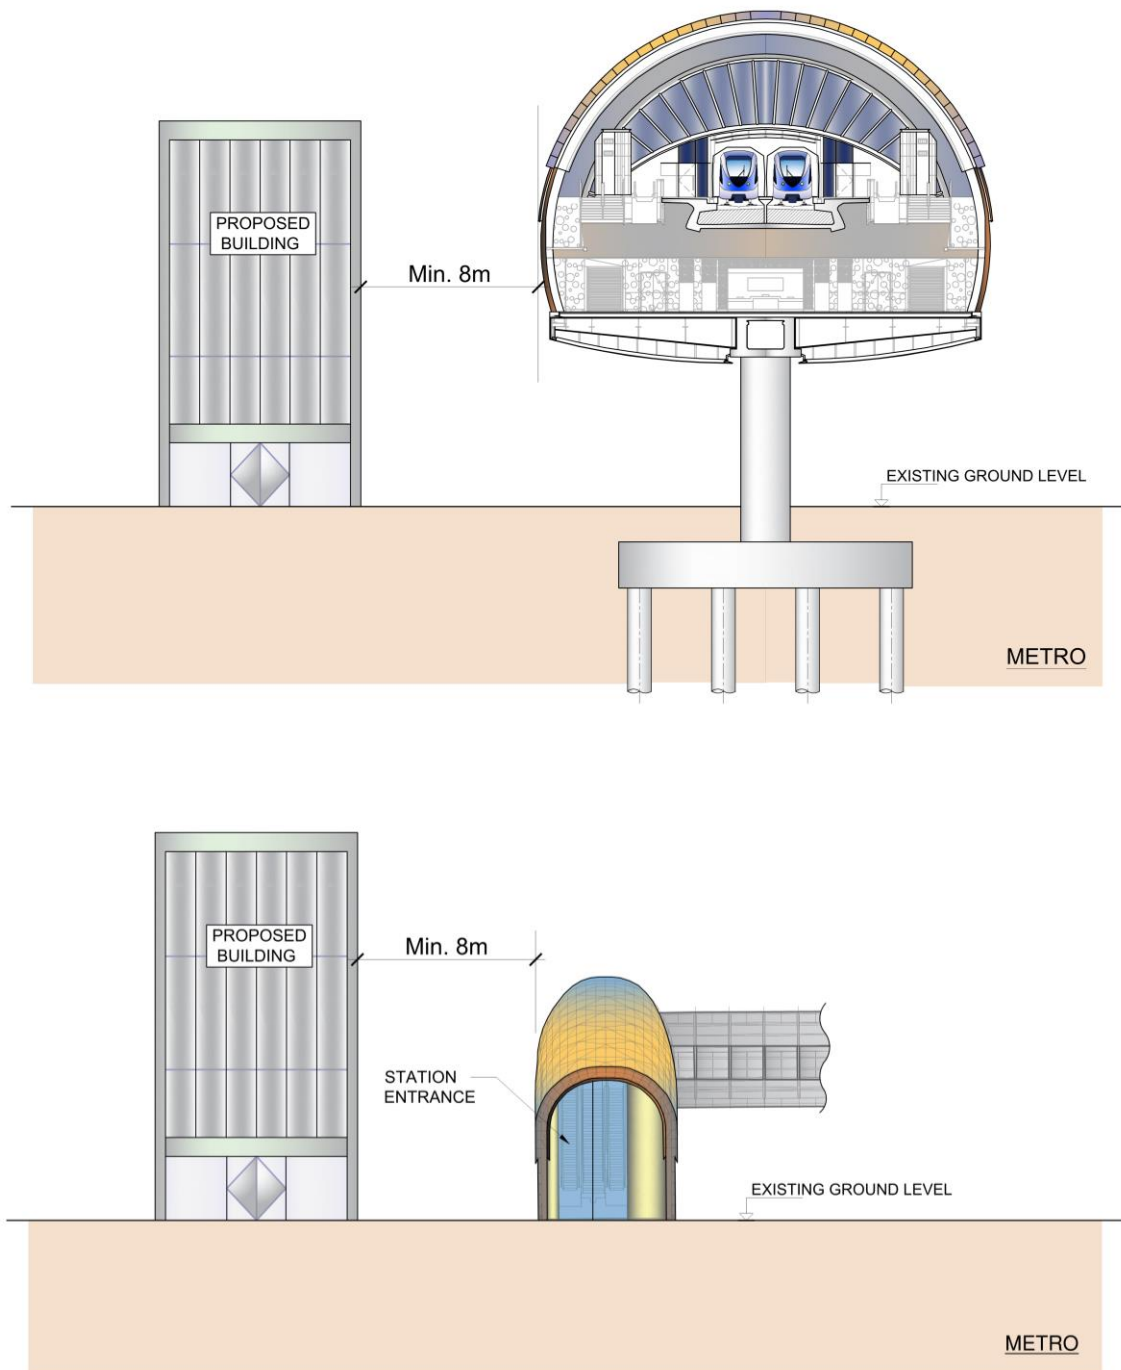 PROPOSED
BUILDING
Min. 8m
EXISTING GROUND LEVEL
METRO
PROPOSED
BUILDING
Min. 8m
STATION
ENTRANCE
EXISTING GROUND LEVEL
METRO